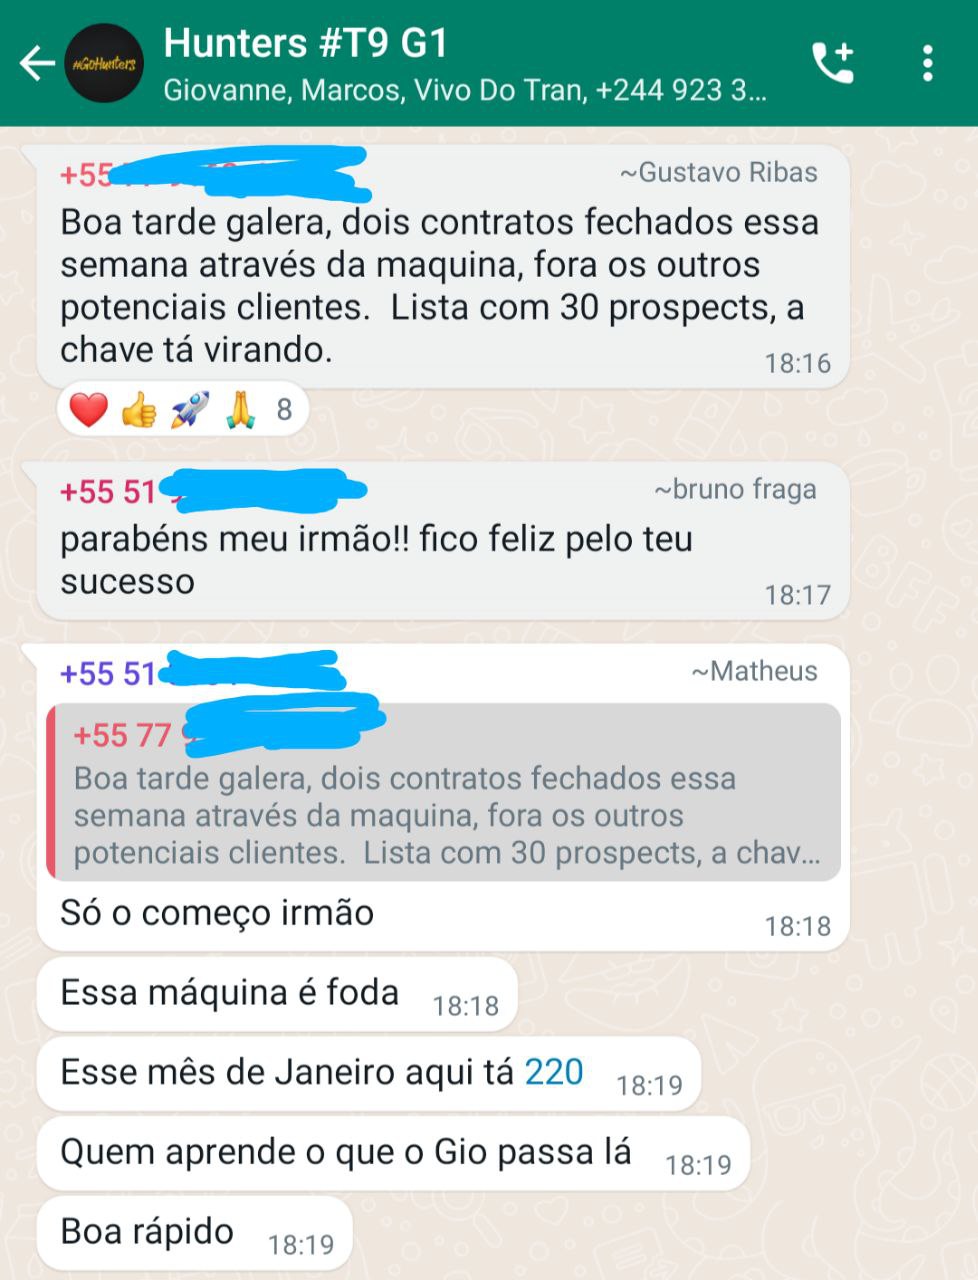 #GoHunters
Hunters #T9 G1
Giovanne, Marcos, Vivo Do Tran, +244 923 3...
+55
~Gustavo Ribas
Boa tarde galera, dois contratos fechados essa
semana através da maquina, fora os outros
potenciais clientes.  Lista com 30 prospects, a
chave tá virando.
18:16
❤️👍🚀🙏 8
+55 51
~bruno fraga
parabéns meu irmão!! fico feliz pelo teu
sucesso
18:17
+55 51
~Matheus
+55 77
Boa tarde galera, dois contratos fechados essa
semana através da maquina, fora os outros
potenciais clientes.  Lista com 30 prospects, a chav...
Só o começo irmão
18:18
Essa máquina é foda 18:18
Esse mês de Janeiro aqui tá 220 18:19
Quem aprende o que o Gio passa lá 18:19
Boa rápido 18:19